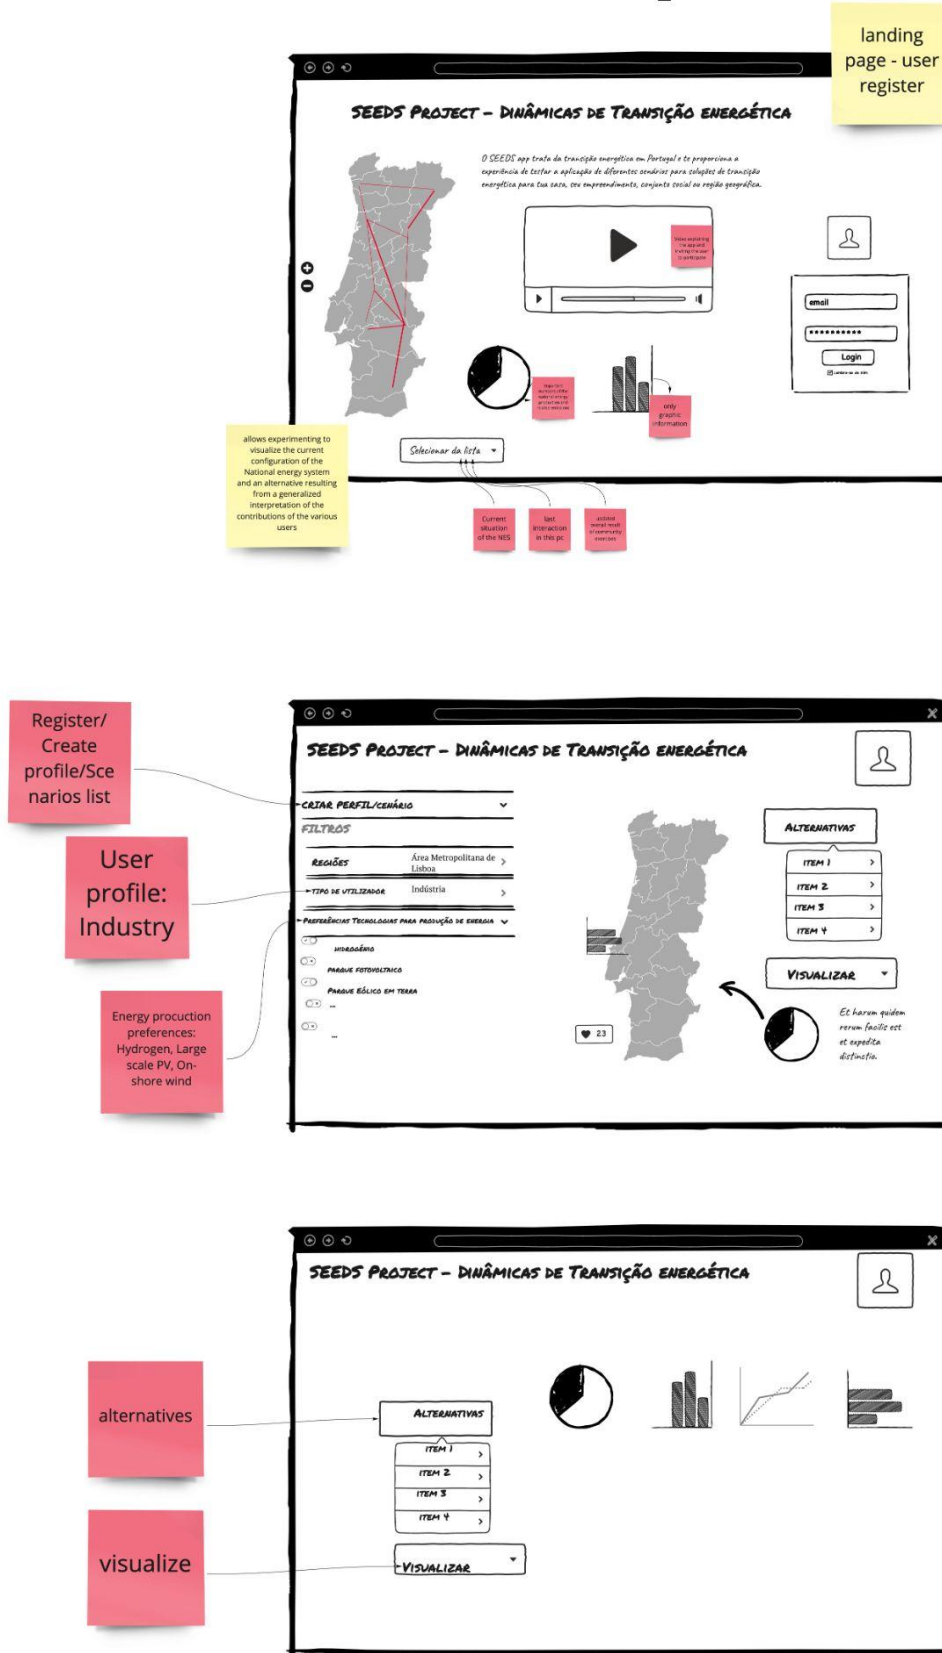 landing
page - user
register
SEEDS Project - Dinâmicas de Transição energética
O SEEDS app trata da transição energética em Portugal e te proporciona a
experiência de testar a aplicação de diferentes cenários para soluções de transição
energética para tua casa, seu empreendimento, conjunto social ou região geográfica.
email
**********
Login
only
graphic
information
Selecionar da lista
allows experimenting to
visualize the current
configuration of the
National energy system
and an alternative resulting
from a generalized
interpretation of the
contributions of the various
users
Current
situation
of the NES
last
interaction
in this pc
updated
overall result
of community
exercises
Register/
Create
profile/Sce
narios list
User
profile:
Industry
Energy procuction
preferences:
Hydrogen, Large
scale PV, On-
shore wind
SEEDS Project - Dinâmicas de Transição energética
Criar Perfil/cenário
Filtros
Regiões
Área Metropolitana de
Lisboa
Tipo de utilizador
Indústria
Preferências Tecnologias para produção de energia
Hidrogénio
Parque fotovoltaico
Parque Eólico em terra
...
...
23
Alternativas
Item 1
Item 2
Item 3
Item 4
Visualizar
Et harum quidem
rerum facilis est
et expedita
distinctio.
SEEDS Project - Dinâmicas de Transição energética
alternatives
visualize
Alternativas
Item 1
Item 2
Item 3
Item 4
Visualizar